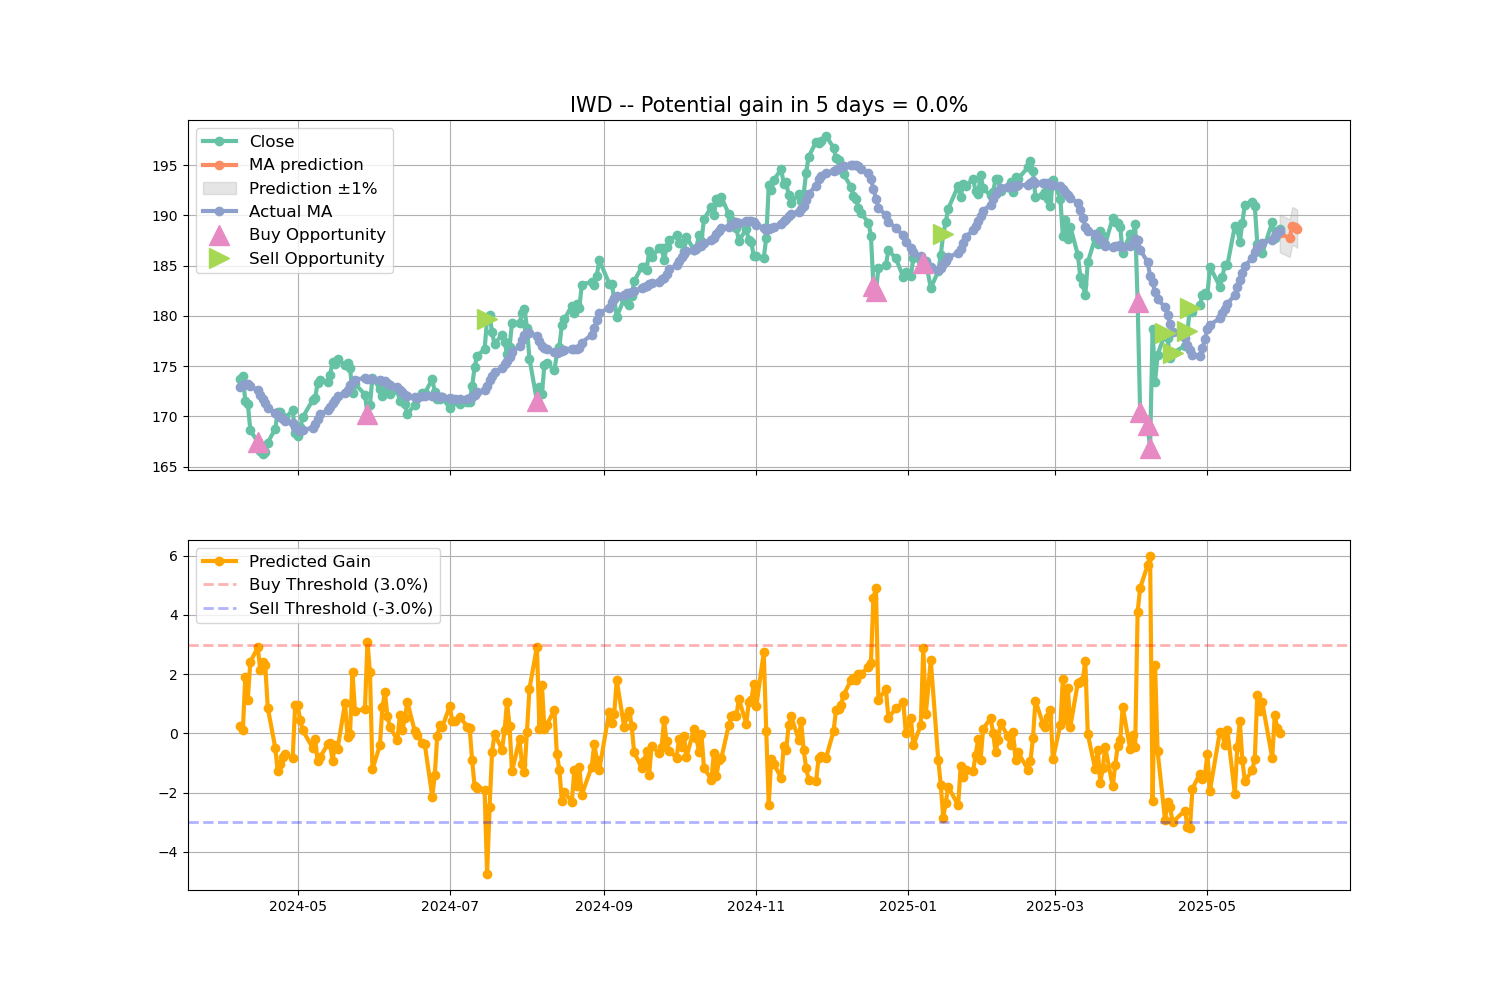 IWD -- Potential gain in 5 days = 0.0%
Close
MA prediction
Prediction ±1%
Actual MA
Buy Opportunity
Sell Opportunity
195
190
185
180
175
170
165
Predicted Gain
Buy Threshold (3.0%)
Sell Threshold (-3.0%)
6
4
2
0
−2
−4
2024-05 2024-07 2024-09 2024-11 2025-01 2025-03 2025-05